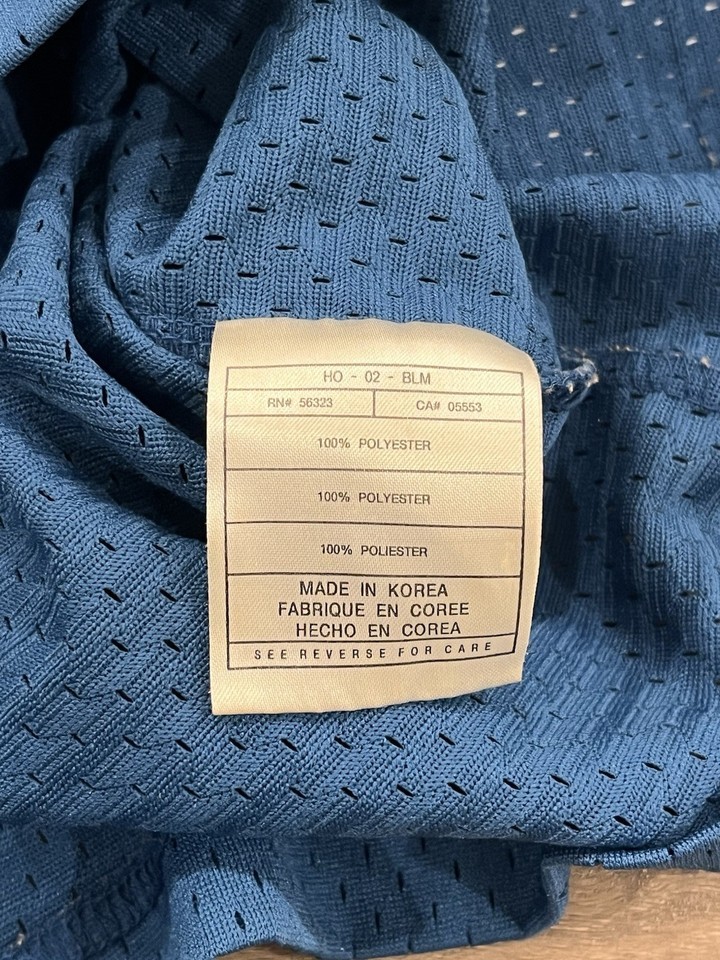 HO - 02 - BLM
RN# 56323 CA# 05553
100% POLYESTER
100% POLYESTER
100% POLIESTER
MADE IN KOREA
FABRIQUE EN COREE
HECHO EN COREA
SEE REVERSE FOR CARE